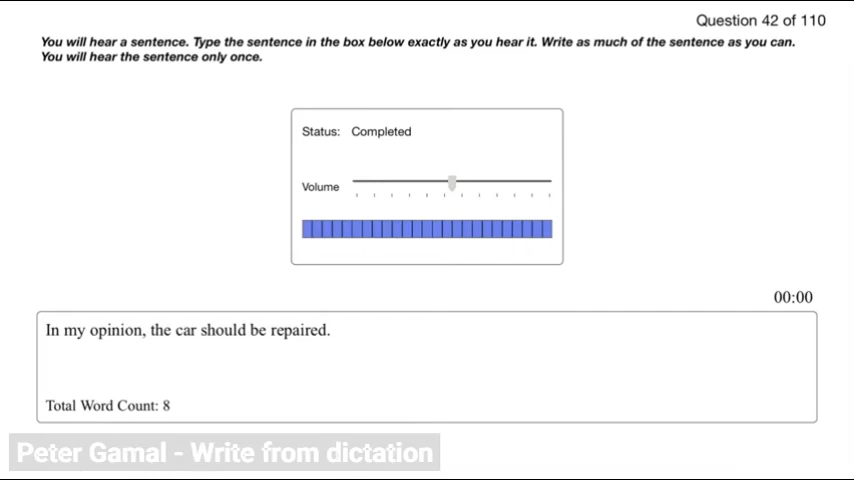 Question 42 of 110
You will hear a sentence. Type the sentence in the box below exactly as you hear it. Write as much of the sentence as you can.
You will hear the sentence only once.
Status: Completed
Volume
00:00
In my opinion, the car should be repaired.
Total Word Count: 8
Peter Gamal - Write from dictation